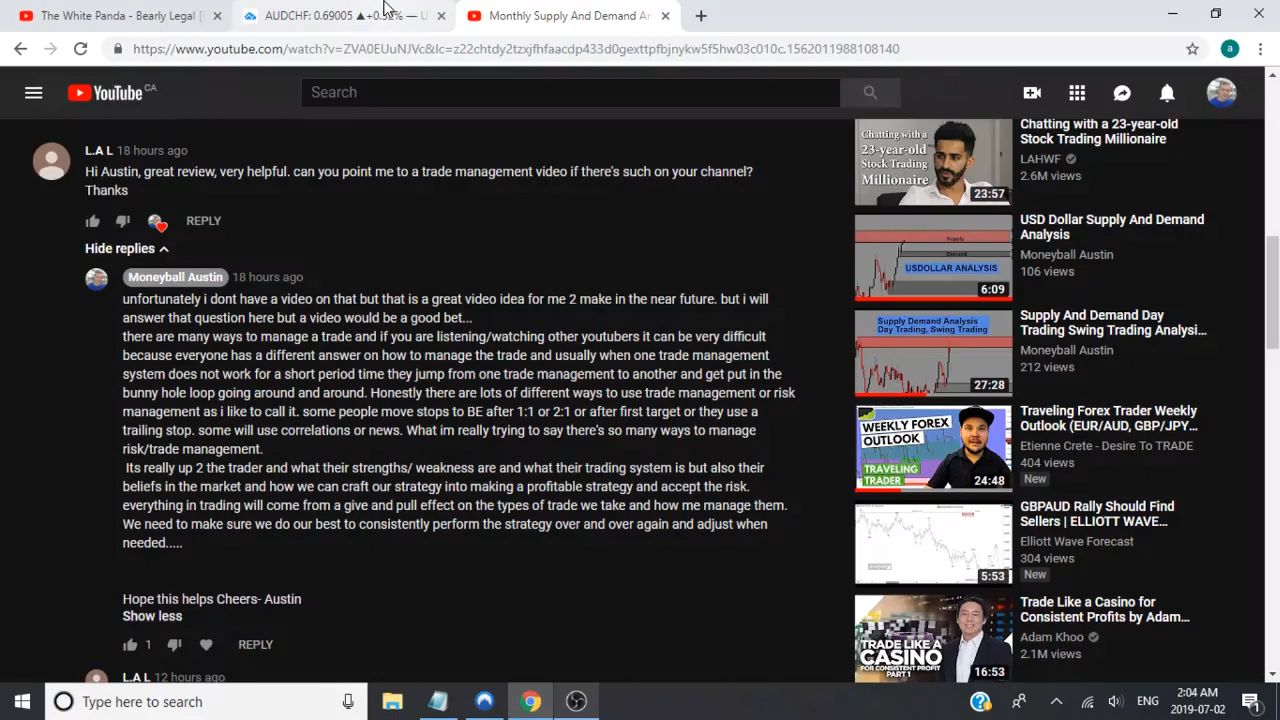 The White Panda - Bearly Legal [
AUDCHF: 0.69005 ▲+0.52% — U
Monthly Supply And Demand An
https://www.youtube.com/watch?v=ZVA0EUuNJVc&lc=z22chtdy2tzxjfhfaacdp433d0gexttpfbjnykw5f5hw03c010c.1562011988108140
a
YouTube CA
Search
L.A L 18 hours ago
Hi Austin, great review, very helpful. can you point me to a trade management video if there's such on your channel?
Thanks
REPLY
Hide replies
Moneyball Austin 18 hours ago
unfortunately i dont have a video on that but that is a great video idea for me 2 make in the near future. but i will
answer that question here but a video would be a good bet...
there are many ways to manage a trade and if you are listening/watching other youtubers it can be very difficult
because everyone has a different answer on how to manage the trade and usually when one trade management
system does not work for a short period time they jump from one trade management to another and get put in the
bunny hole loop going around and around. Honestly there are lots of different ways to use trade management or risk
management as i like to call it. some people move stops to BE after 1:1 or 2:1 or after first target or they use a
trailing stop. some will use correlations or news. What im really trying to say there's so many ways to manage
risk/trade management.
Its really up 2 the trader and what their strengths/ weakness are and what their trading system is but also their
beliefs in the market and how we can craft our strategy into making a profitable strategy and accept the risk.
everything in trading will come from a give and pull effect on the types of trade we take and how me manage them.
We need to make sure we do our best to consistently perform the strategy over and over again and adjust when
needed.....
Hope this helps Cheers- Austin
Show less
1
REPLY
L.A L 12 hours ago
Chatting with a
23-year-old
Stock Trading
Millionaire
23:57
Chatting with a 23-year-old
Stock Trading Millionaire
LAHWF
2.6M views
Supply
Demand
USDOLLAR ANALYSIS
6:09
USD Dollar Supply And Demand
Analysis
Moneyball Austin
106 views
Supply Demand Analysis
Day Trading, Swing Trading
27:28
Supply And Demand Day
Trading Swing Trading Analysi...
Moneyball Austin
212 views
WEEKLY FOREX
OUTLOOK
TRAVELING
TRADER
24:48
Traveling Forex Trader Weekly
Outlook (EUR/AUD, GBP/JPY...
Etienne Crete - Desire To TRADE
404 views
New
5:53
GBPAUD Rally Should Find
Sellers | ELLIOTT WAVE...
Elliott Wave Forecast
304 views
New
TRADE LIKE A
CASINO
FOR CONSISTENT PROFIT
PART 1
16:53
Trade Like a Casino for
Consistent Profits by Adam...
Adam Khoo
2.1M views
Type here to search
ENG
2:04 AM
2019-07-02
1